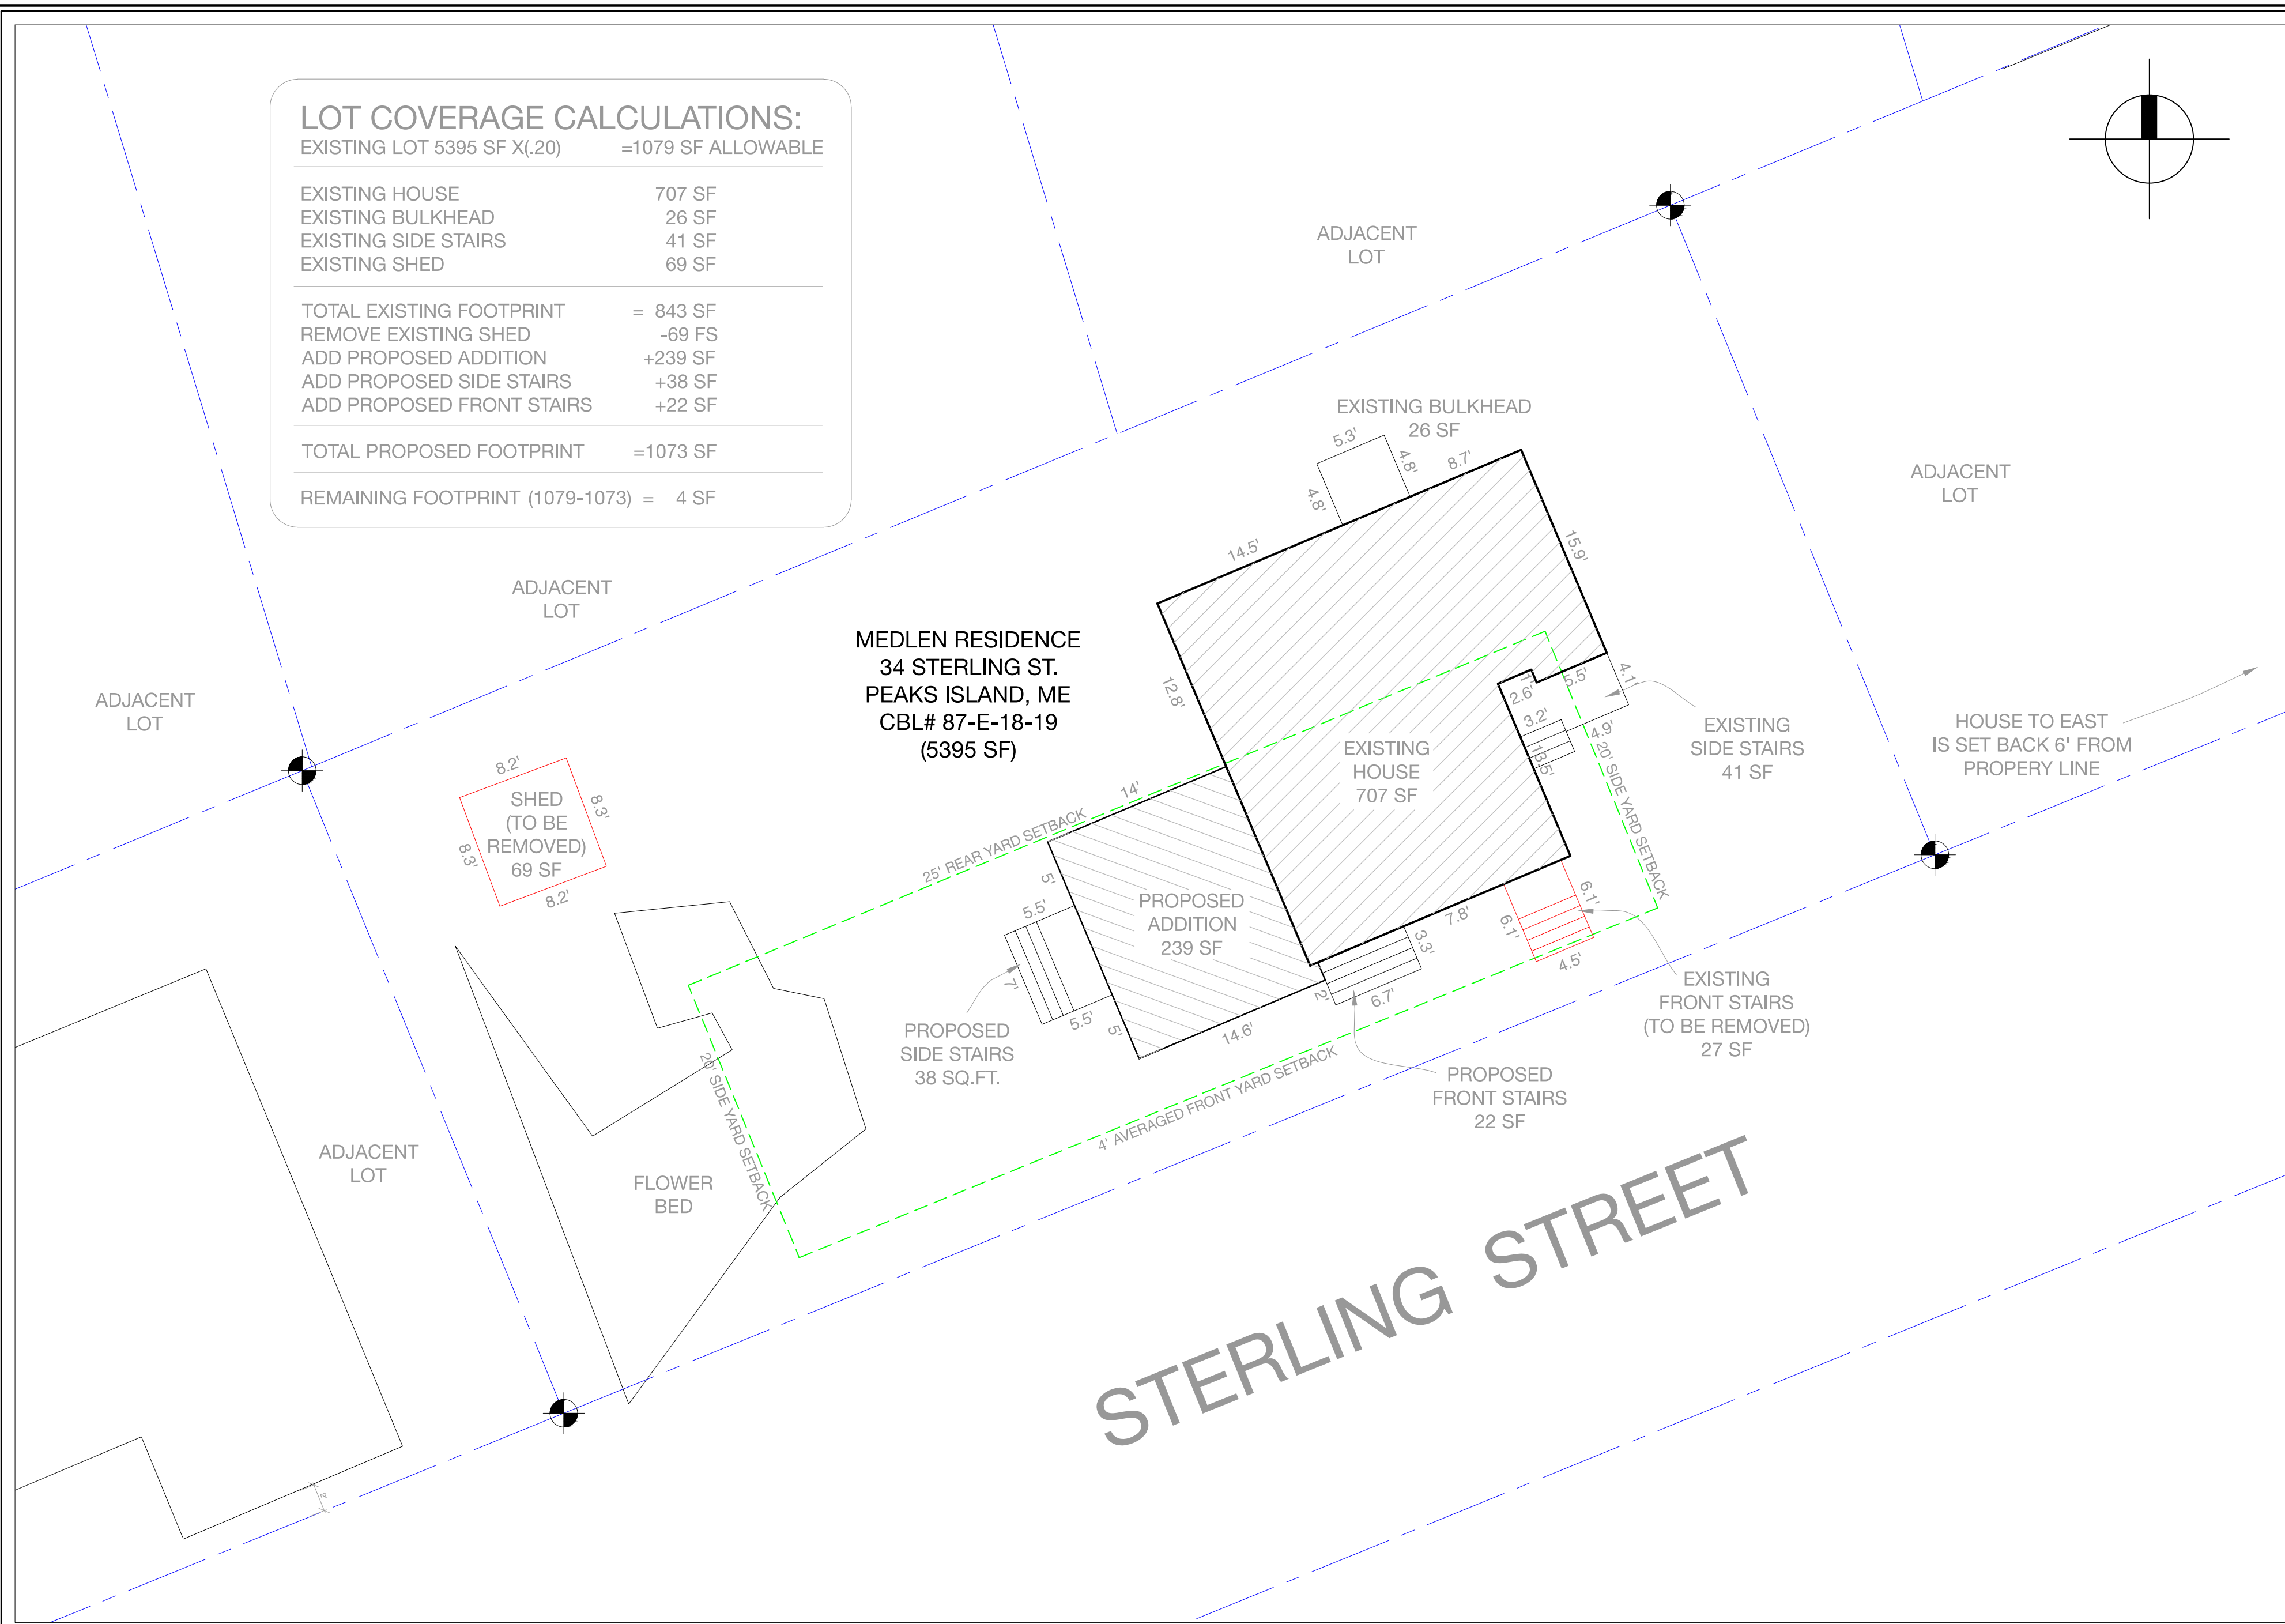 LOT COVERAGE CALCULATIONS:
EXISTING LOT 5395 SF X(.20) =1079 SF ALLOWABLE
EXISTING HOUSE 707 SF
EXISTING BULKHEAD 26 SF
EXISTING SIDE STAIRS 41 SF
EXISTING SHED 69 SF
TOTAL EXISTING FOOTPRINT = 843 SF
REMOVE EXISTING SHED -69 FS
ADD PROPOSED ADDITION +239 SF
ADD PROPOSED SIDE STAIRS +38 SF
ADD PROPOSED FRONT STAIRS +22 SF
TOTAL PROPOSED FOOTPRINT =1073 SF
REMAINING FOOTPRINT (1079-1073) = 4 SF
ADJACENT
LOT
EXISTING BULKHEAD
26 SF
5.3'
4.8'
4.8'
8.7'
14.5'
15.9'
ADJACENT
LOT
ADJACENT
LOT
MEDLEN RESIDENCE
34 STERLING ST.
PEAKS ISLAND, ME
CBL# 87-E-18-19
(5395 SF)
12.8'
1'
5.5'
4.1'
2.6'
3.2'
4.9'
13.5'
EXISTING
SIDE STAIRS
41 SF
HOUSE TO EAST
IS SET BACK 6' FROM
PROPERY LINE
ADJACENT
LOT
8.2'
8.3'
8.3'
8.2'
SHED
(TO BE
REMOVED)
69 SF
EXISTING
HOUSE
707 SF
20' SIDE YARD SETBACK
14'
25' REAR YARD SETBACK
5'
5.5'
7'
5.5'
5'
PROPOSED
ADDITION
239 SF
14.6'
2'
6.7'
3.3'
7.8'
6.1'
6.1'
4.5'
PROPOSED
SIDE STAIRS
38 SQ.FT.
EXISTING
FRONT STAIRS
(TO BE REMOVED)
27 SF
PROPOSED
FRONT STAIRS
22 SF
4' AVERAGED FRONT YARD SETBACK
20' SIDE YARD SETBACK
ADJACENT
LOT
FLOWER
BED
2'
STERLING STREET